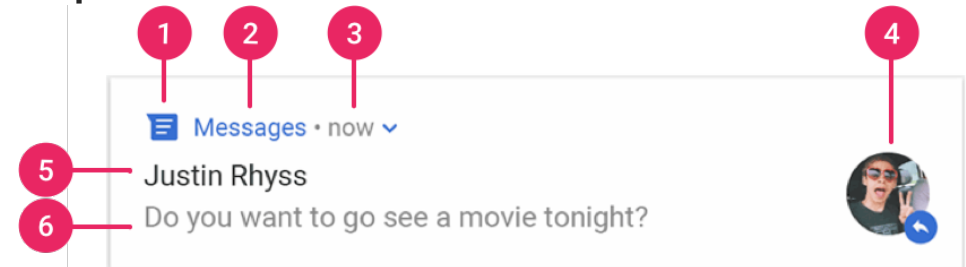 1 2 3 4
Messages • now
5 Justin Rhyss
6 Do you want to go see a movie tonight?